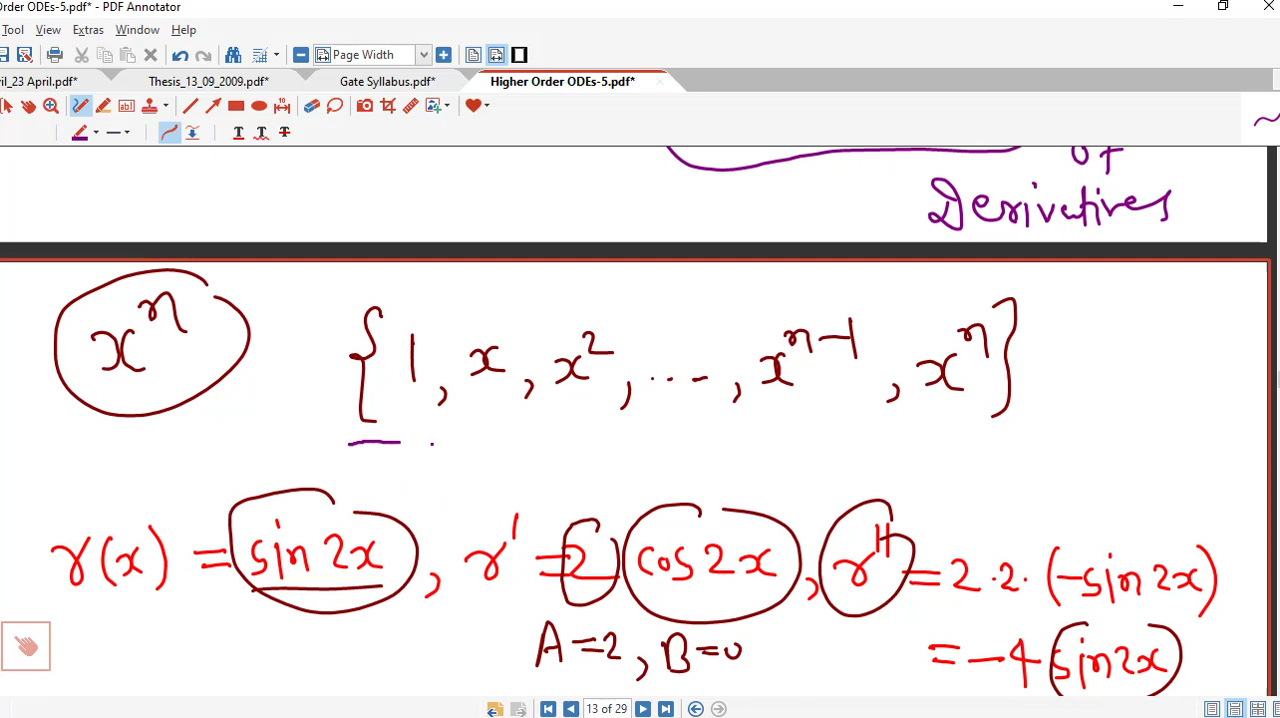 Order ODEs-5.pdf* - PDF Annotator
Tool View Extras Window Help
Page Width
il_23 April.pdf* Thesis_13_09_2009.pdf* Gate Syllabus.pdf* Higher Order ODEs-5.pdf*
of
Derivatives
x^n {1, x, x^2, ..., x^{n-1}, x^n}
r(x) = sin 2x, r' = 2 cos 2x, r'' = 2·2·(-sin 2x)
A = 2, B = 0 = -4 sin 2x
13 of 29